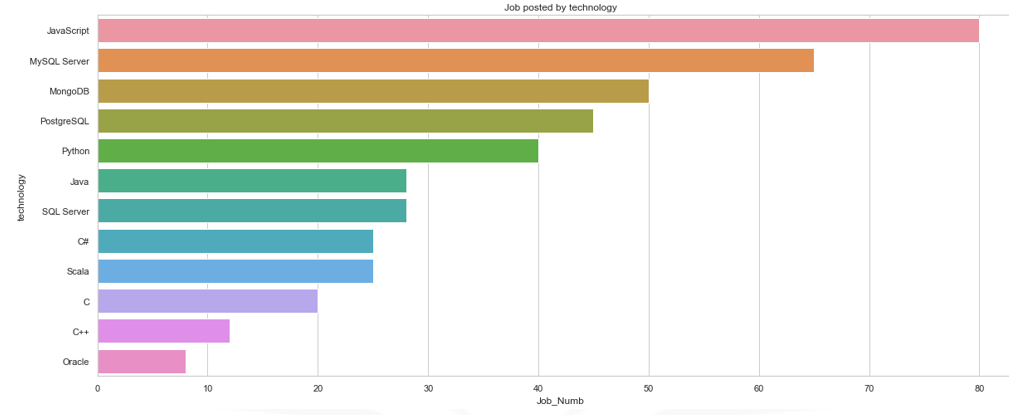 Job posted by technology
JavaScript
MySQL Server
MongoDB
PostgreSQL
Python
Java
SQL Server
C#
Scala
C
C++
Oracle
technology
0 10 20 30 40 50 60 70 80
Job_Numb